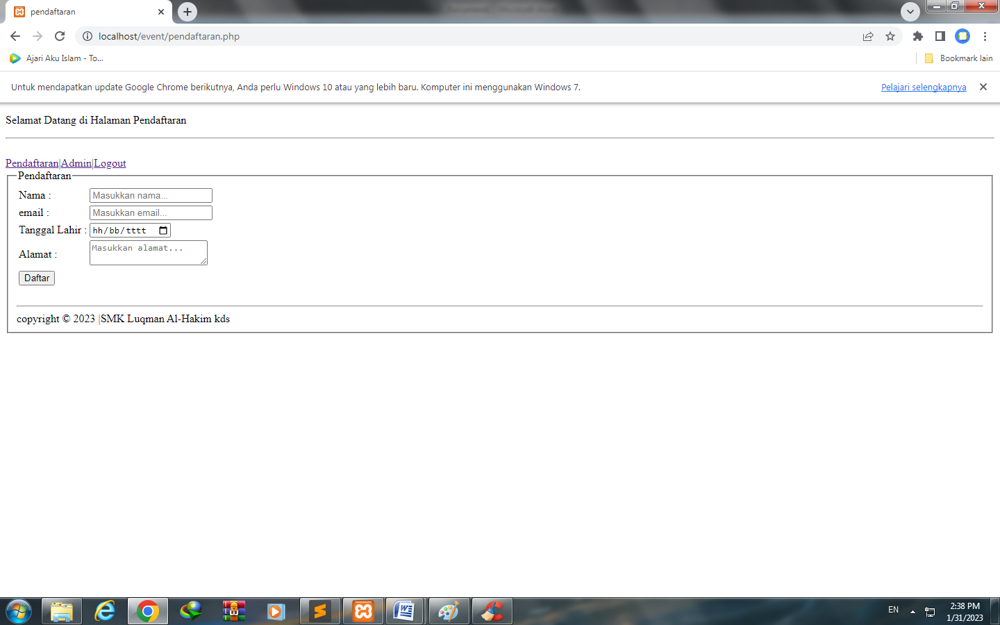 pendaftaran
localhost/event/pendaftaran.php
Ajari Aku Islam - To...
Bookmark lain
Untuk mendapatkan update Google Chrome berikutnya, Anda perlu Windows 10 atau yang lebih baru. Komputer ini menggunakan Windows 7.
Pelajari selengkapnya
Selamat Datang di Halaman Pendaftaran
Pendaftaran|Admin|Logout
Pendaftaran
Nama : Masukkan nama...
email : Masukkan email...
Tanggal Lahir : hh/bb/tttt
Alamat : Masukkan alamat...
Daftar
copyright © 2023 |SMK Luqman Al-Hakim kds
EN
2:38 PM
1/31/2023